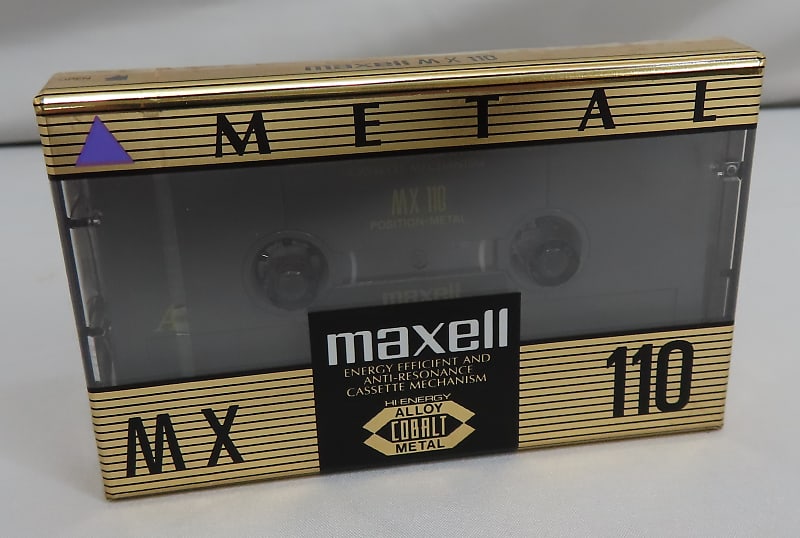 maxell MX 110
METAL
MX 110
POSITION·METAL
maxell
maxell
ENERGY EFFICIENT AND
ANTI-RESONANCE
CASSETTE MECHANISM
HI ENERGY
ALLOY
COBALT
METAL
MX
110